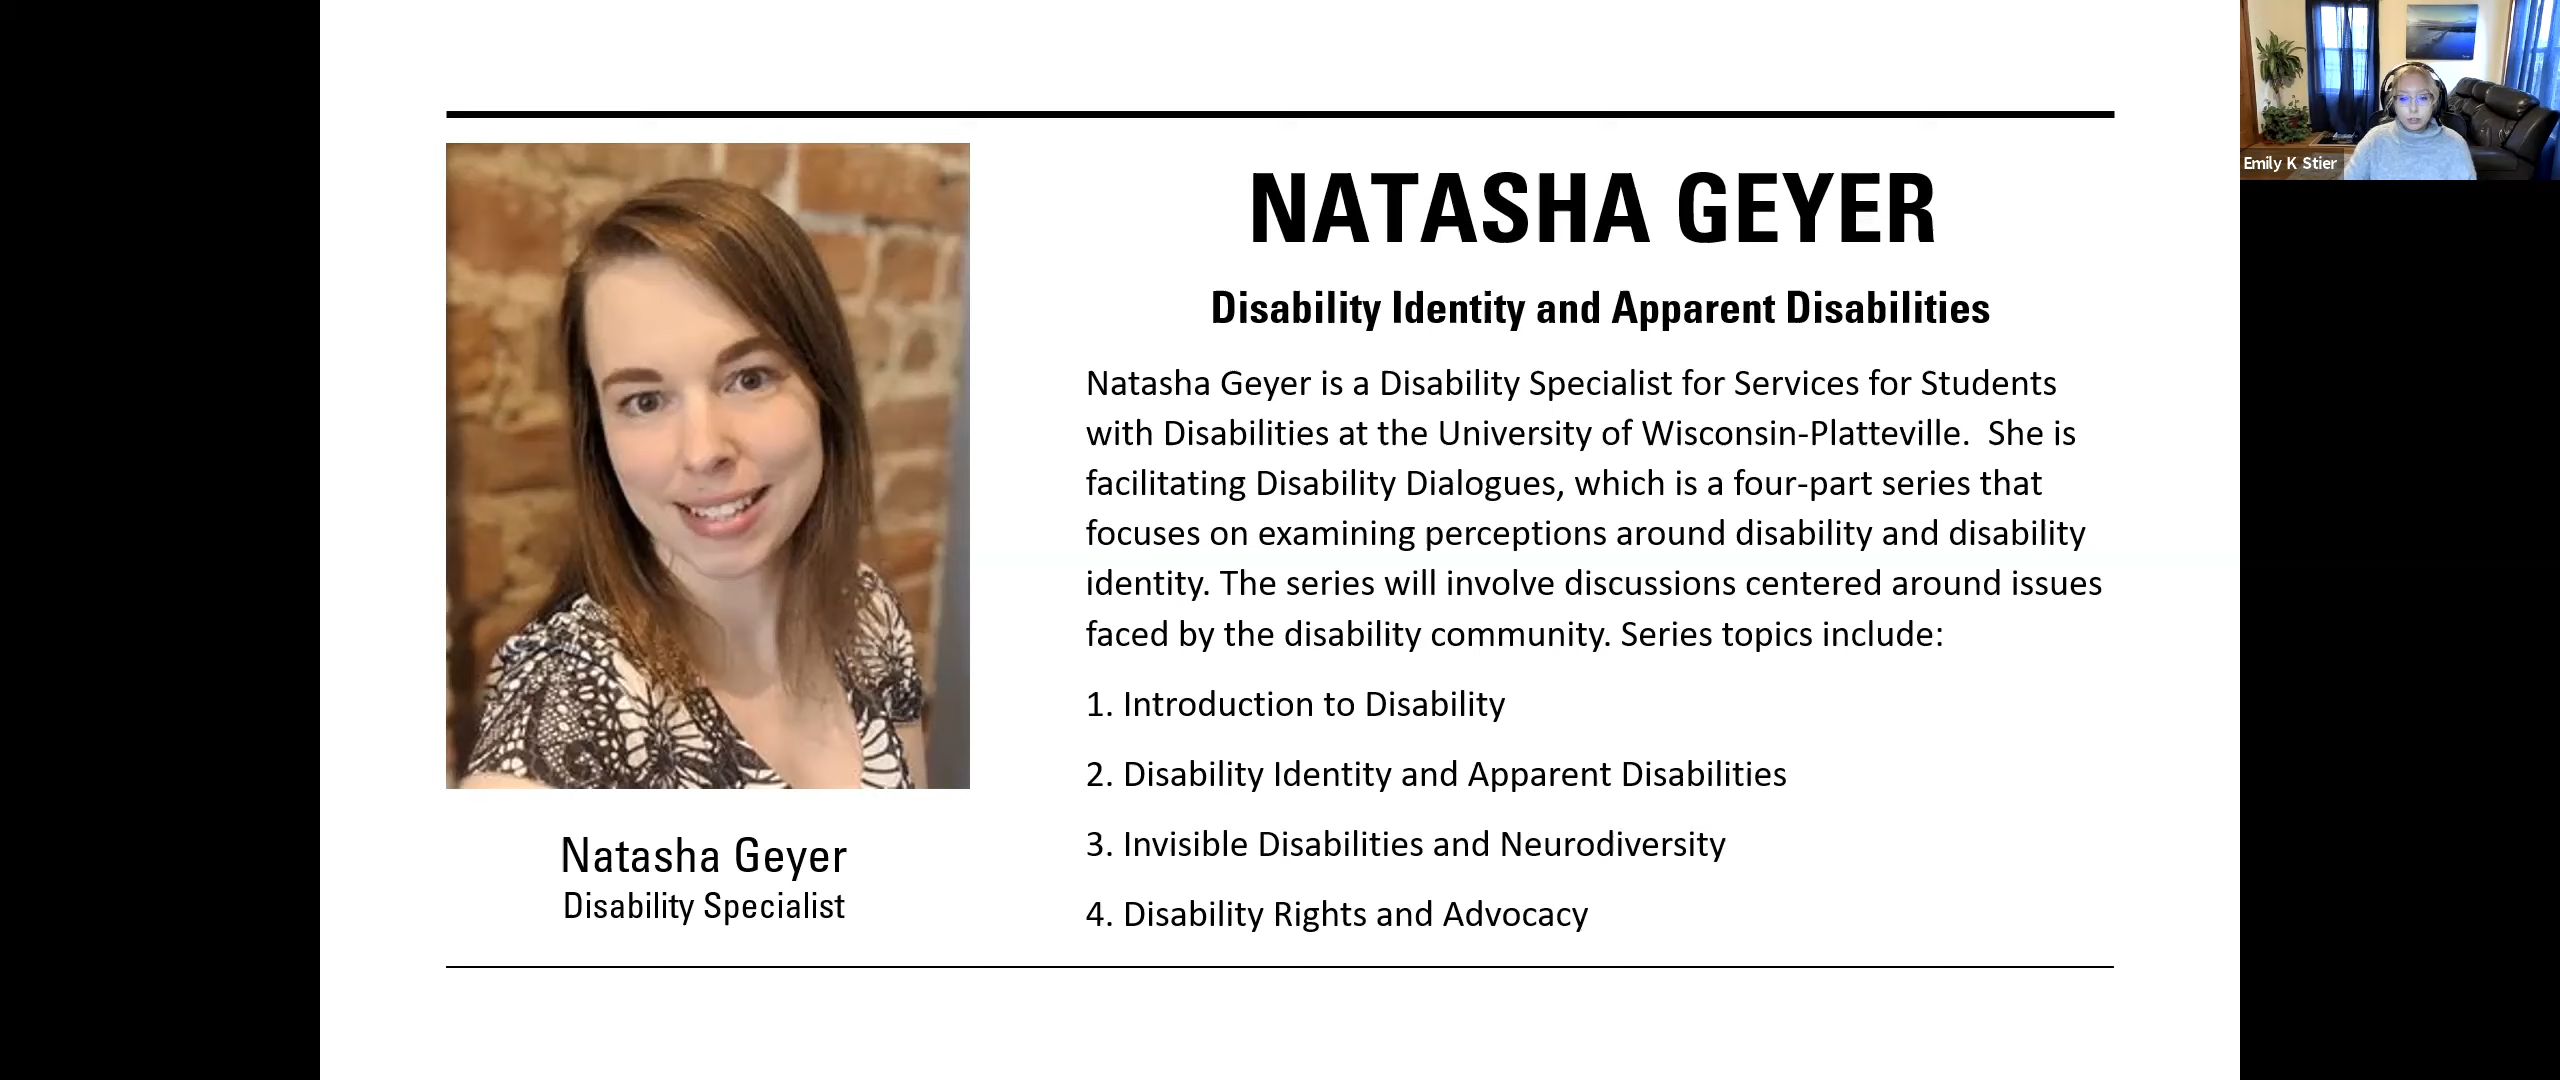 NATASHA GEYER
Disability Identity and Apparent Disabilities
Natasha Geyer is a Disability Specialist for Services for Students
with Disabilities at the University of Wisconsin-Platteville.  She is
facilitating Disability Dialogues, which is a four-part series that
focuses on examining perceptions around disability and disability
identity. The series will involve discussions centered around issues
faced by the disability community. Series topics include:
1. Introduction to Disability
2. Disability Identity and Apparent Disabilities
3. Invisible Disabilities and Neurodiversity
4. Disability Rights and Advocacy
Natasha Geyer
Disability Specialist
Emily K Stier